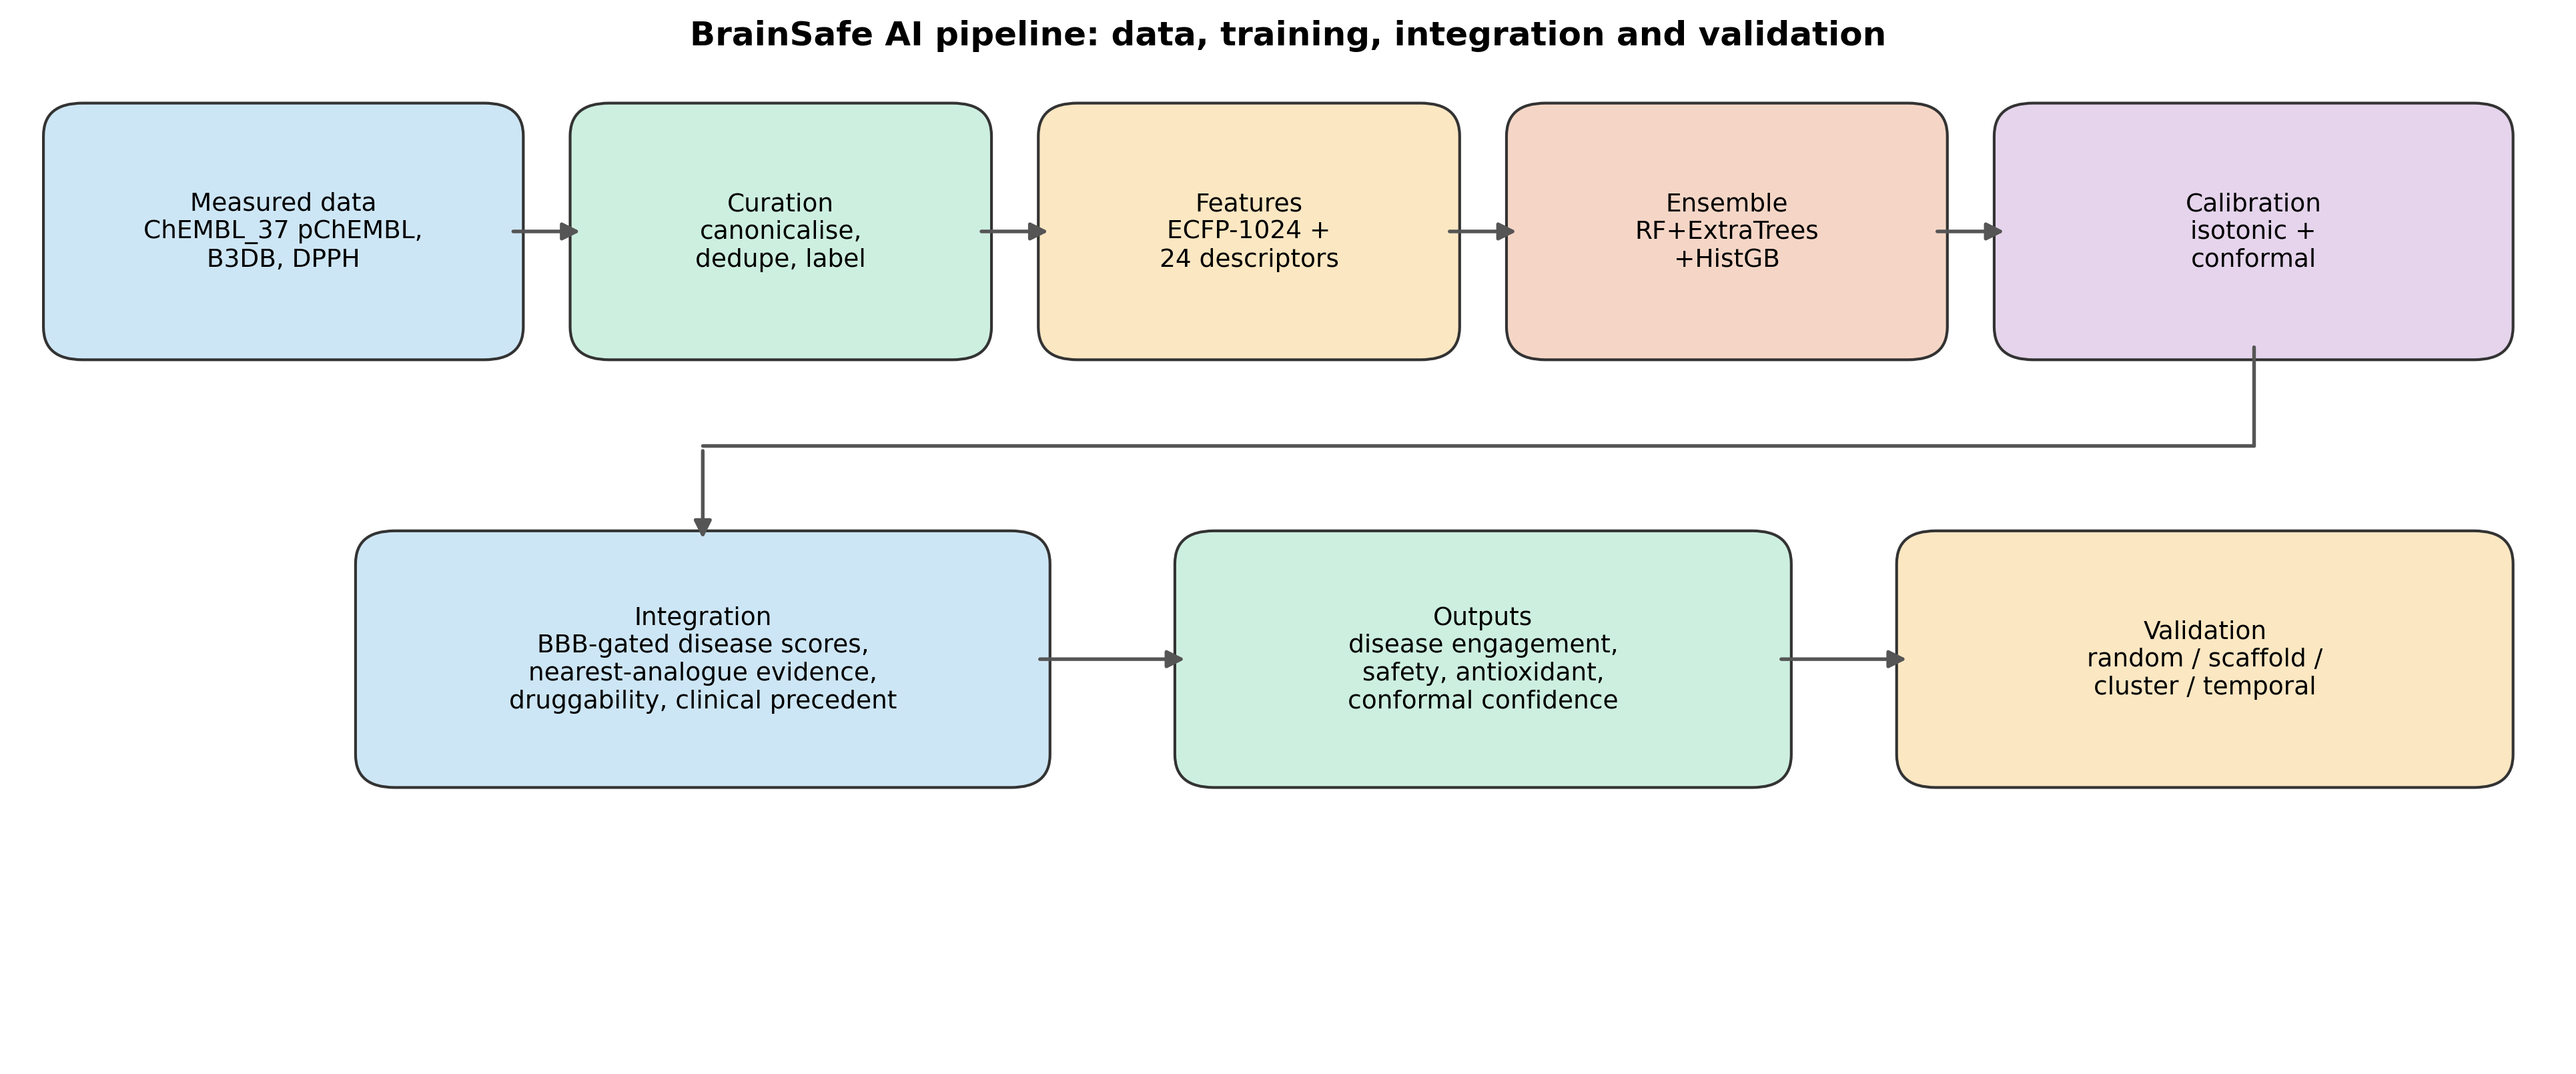 BrainSafe AI pipeline: data, training, integration and validation
Measured data
ChEMBL_37 pChEMBL,
B3DB, DPPH
Curation
canonicalise,
dedupe, label
Features
ECFP-1024 +
24 descriptors
Ensemble
RF+ExtraTrees
+HistGB
Calibration
isotonic +
conformal
Integration
BBB-gated disease scores,
nearest-analogue evidence,
druggability, clinical precedent
Outputs
disease engagement,
safety, antioxidant,
conformal confidence
Validation
random / scaffold /
cluster / temporal